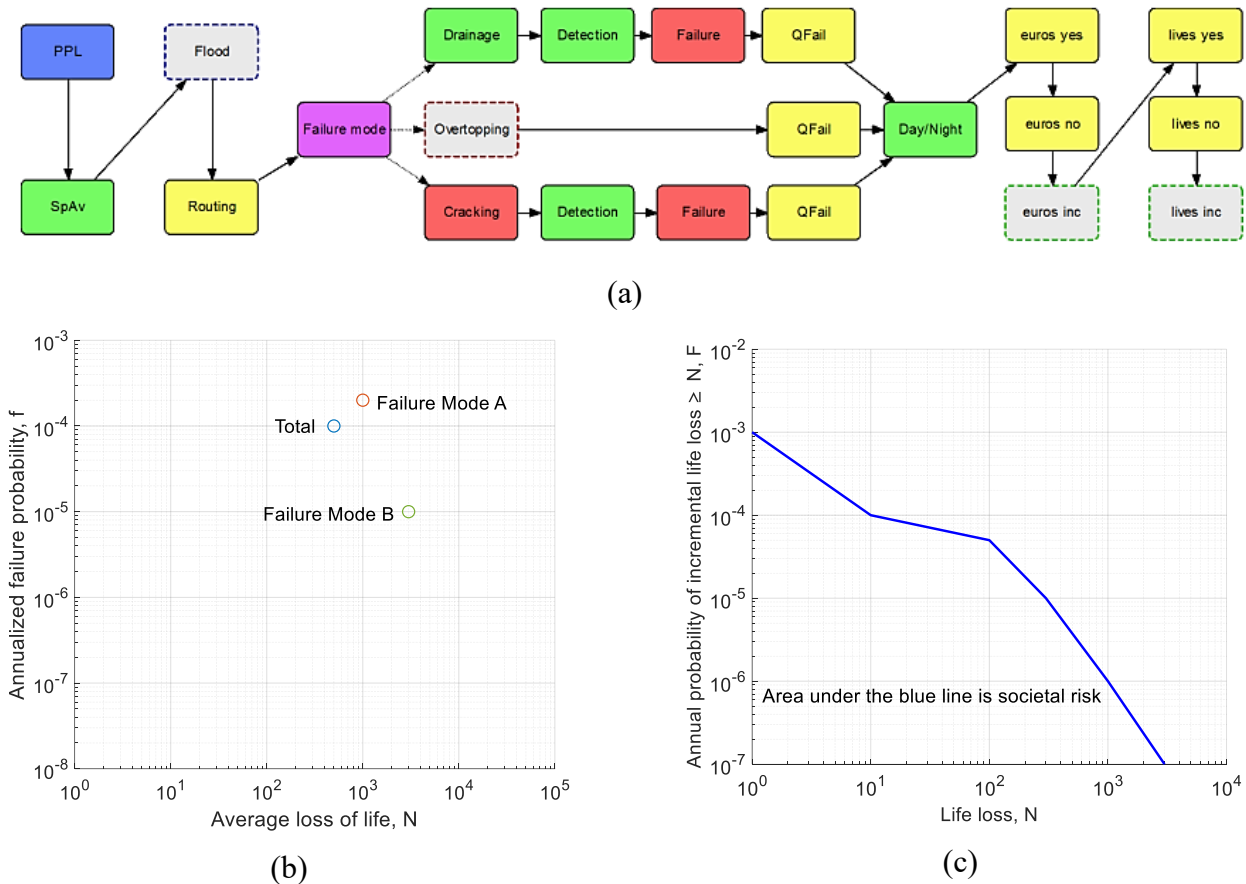 PPL
Flood
SpAv
Routing
Failure mode
Drainage
Detection
Failure
QFail
Overtopping
QFail
Cracking
Detection
Failure
QFail
Day/Night
euros yes
euros no
euros inc
lives yes
lives no
lives inc
(a)
Annualized failure probability, f
10^-3
10^-4
10^-5
10^-6
10^-7
10^-8
Failure Mode A
Total
Failure Mode B
10^0 10^1 10^2 10^3 10^4 10^5
Average loss of life, N
(b)
Annual probability of incremental life loss ≥ N, F
10^-2
10^-3
10^-4
10^-5
10^-6
10^-7
Area under the blue line is societal risk
10^0 10^1 10^2 10^3 10^4
Life loss, N
(c)